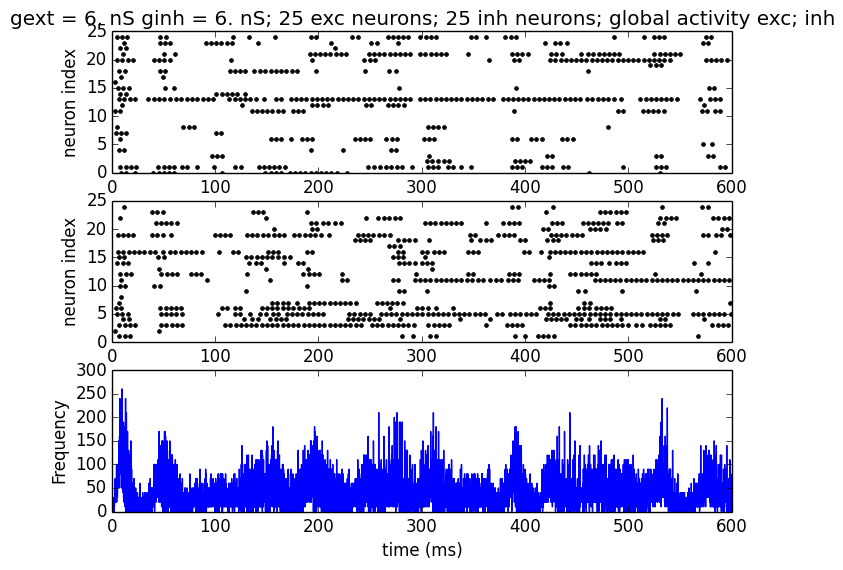 gext = 6. nS ginh = 6. nS; 25 exc neurons; 25 inh neurons; global activity exc; inh
25
20
15
10
5
0
neuron index
0 100 200 300 400 500 600
25
20
15
10
5
0
neuron index
0 100 200 300 400 500 600
300
250
200
150
100
50
0
Frequency
0 100 200 300 400 500 600
time (ms)